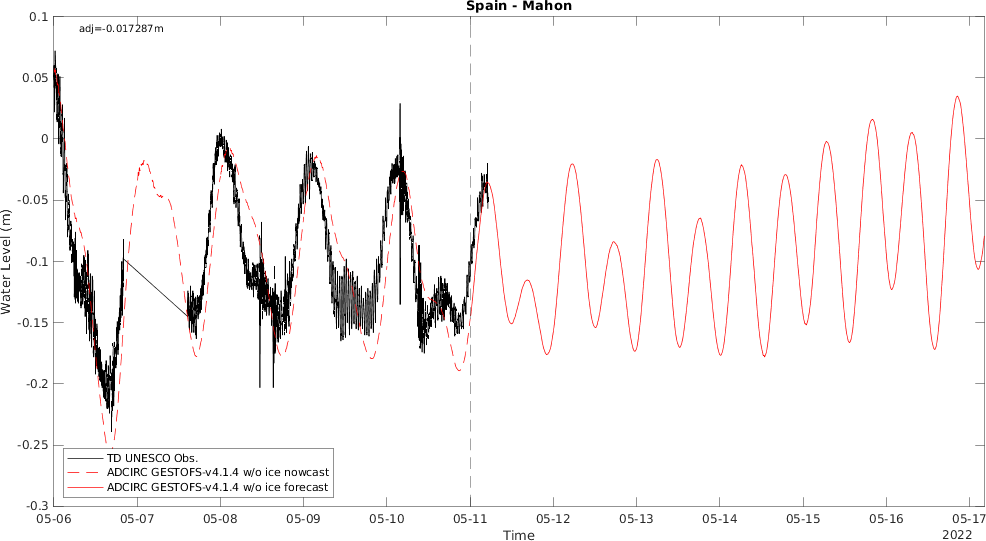 Spain - Mahon
adj=-0.017287m
0.1
0.05
0
-0.05
-0.1
-0.15
-0.2
-0.25
-0.3
Water Level (m)
TD UNESCO Obs.
ADCIRC GESTOFS-v4.1.4 w/o ice nowcast
ADCIRC GESTOFS-v4.1.4 w/o ice forecast
05-06 05-07 05-08 05-09 05-10 05-11 05-12 05-13 05-14 05-15 05-16 05-17
Time
2022